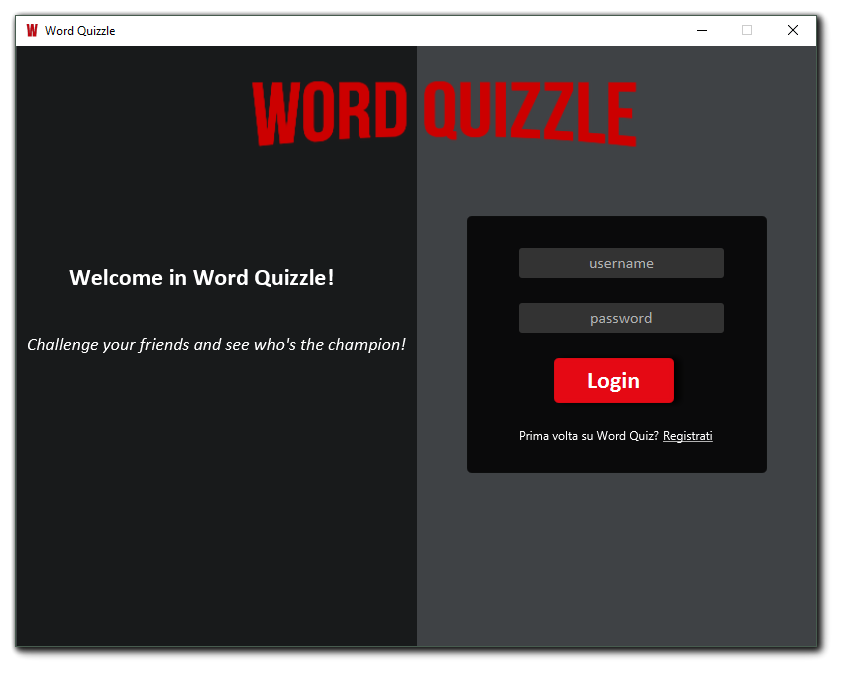 W Word Quizzle
WORD QUIZZLE
Welcome in Word Quizzle!
Challenge your friends and see who's the champion!
username
password
Login
Prima volta su Word Quiz? Registrati